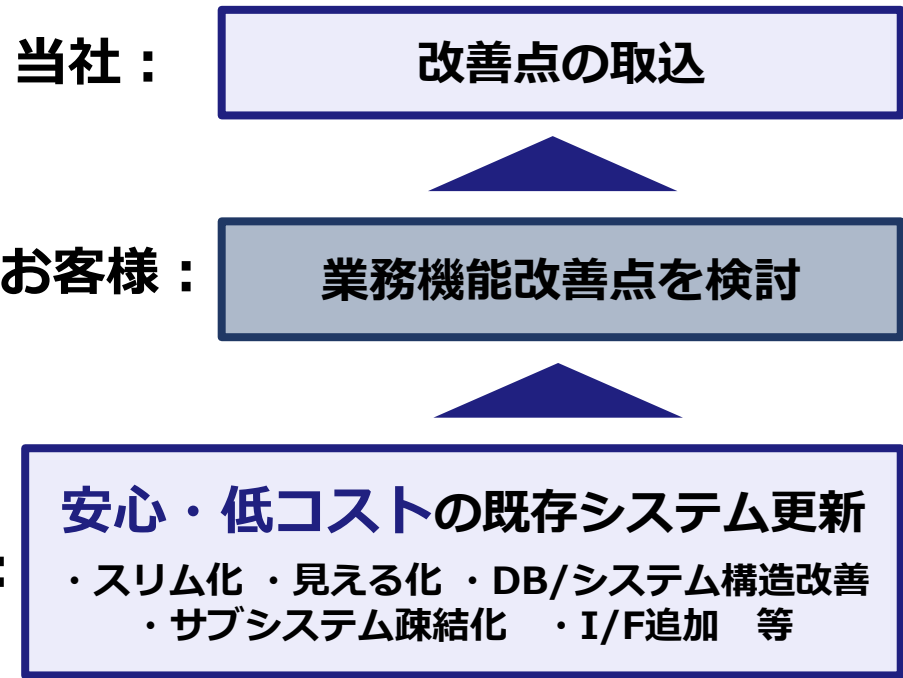 当社：
改善点の取込
お客様：
業務機能改善点を検討
：
安心・低コストの既存システム更新
・スリム化 ・見える化 ・DB/システム構造改善
・サブシステム疎結化　・I/F追加　等